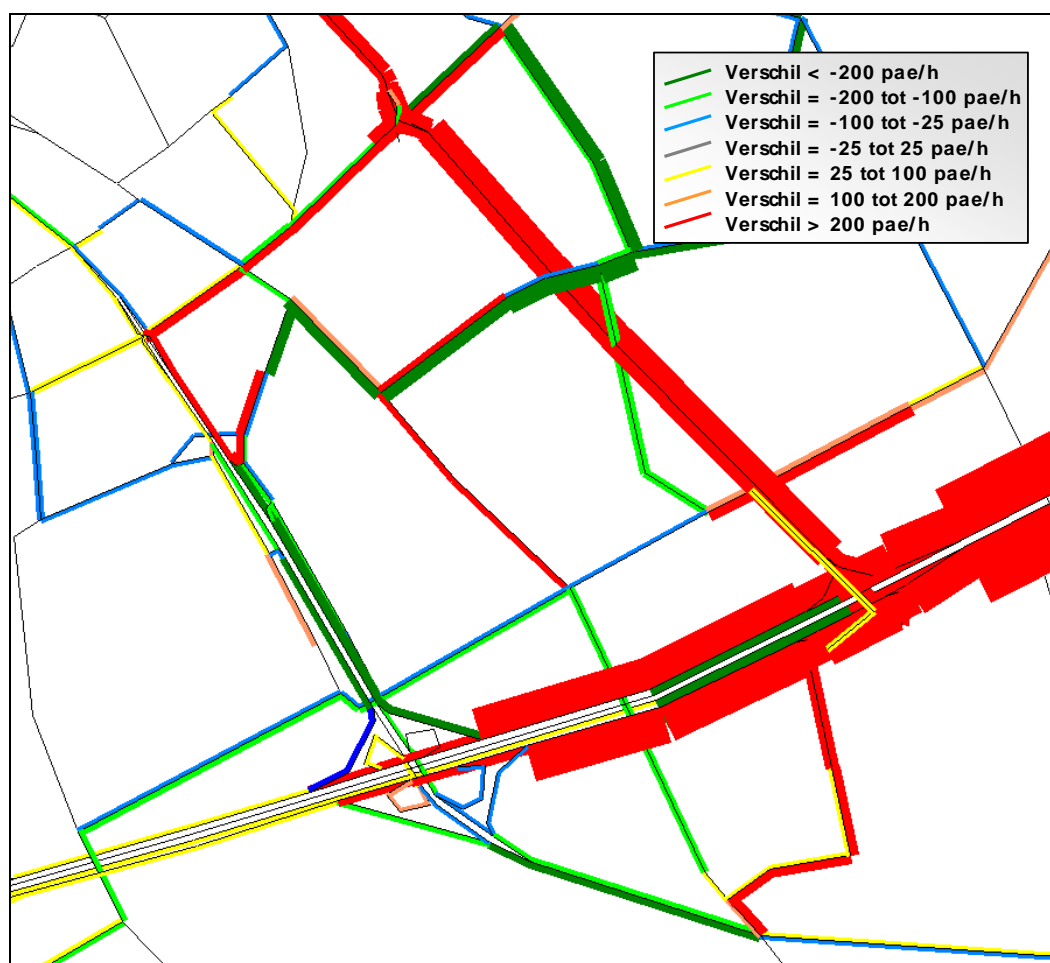 Verschil < -200 pae/h
Verschil = -200 tot -100 pae/h
Verschil = -100 tot -25 pae/h
Verschil = -25 tot 25 pae/h
Verschil = 25 tot 100 pae/h
Verschil = 100 tot 200 pae/h
Verschil > 200 pae/h